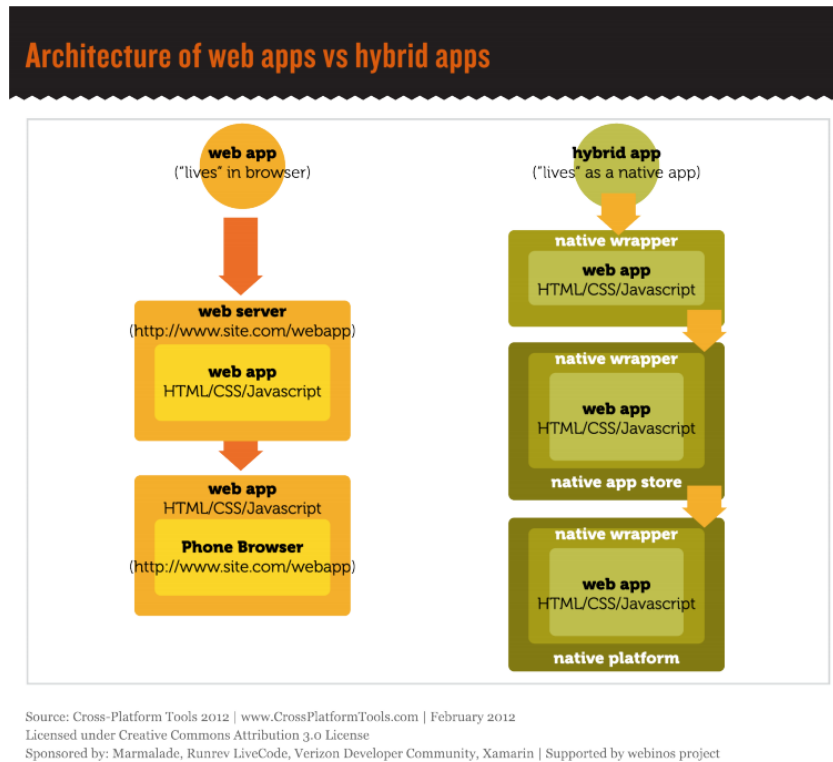 Architecture of web apps vs hybrid apps
web app
("lives" in browser)
web server
(http://www.site.com/webapp)
web app
HTML/CSS/Javascript
web app
HTML/CSS/Javascript
Phone Browser
(http://www.site.com/webapp)
hybrid app
("lives" as a native app)
native wrapper
web app
HTML/CSS/Javascript
native wrapper
web app
HTML/CSS/Javascript
native app store
native wrapper
web app
HTML/CSS/Javascript
native platform
Source: Cross-Platform Tools 2012 | www.CrossPlatformTools.com | February 2012
Licensed under Creative Commons Attribution 3.0 License
Sponsored by: Marmalade, Runrev LiveCode, Verizon Developer Community, Xamarin | Supported by webinos project